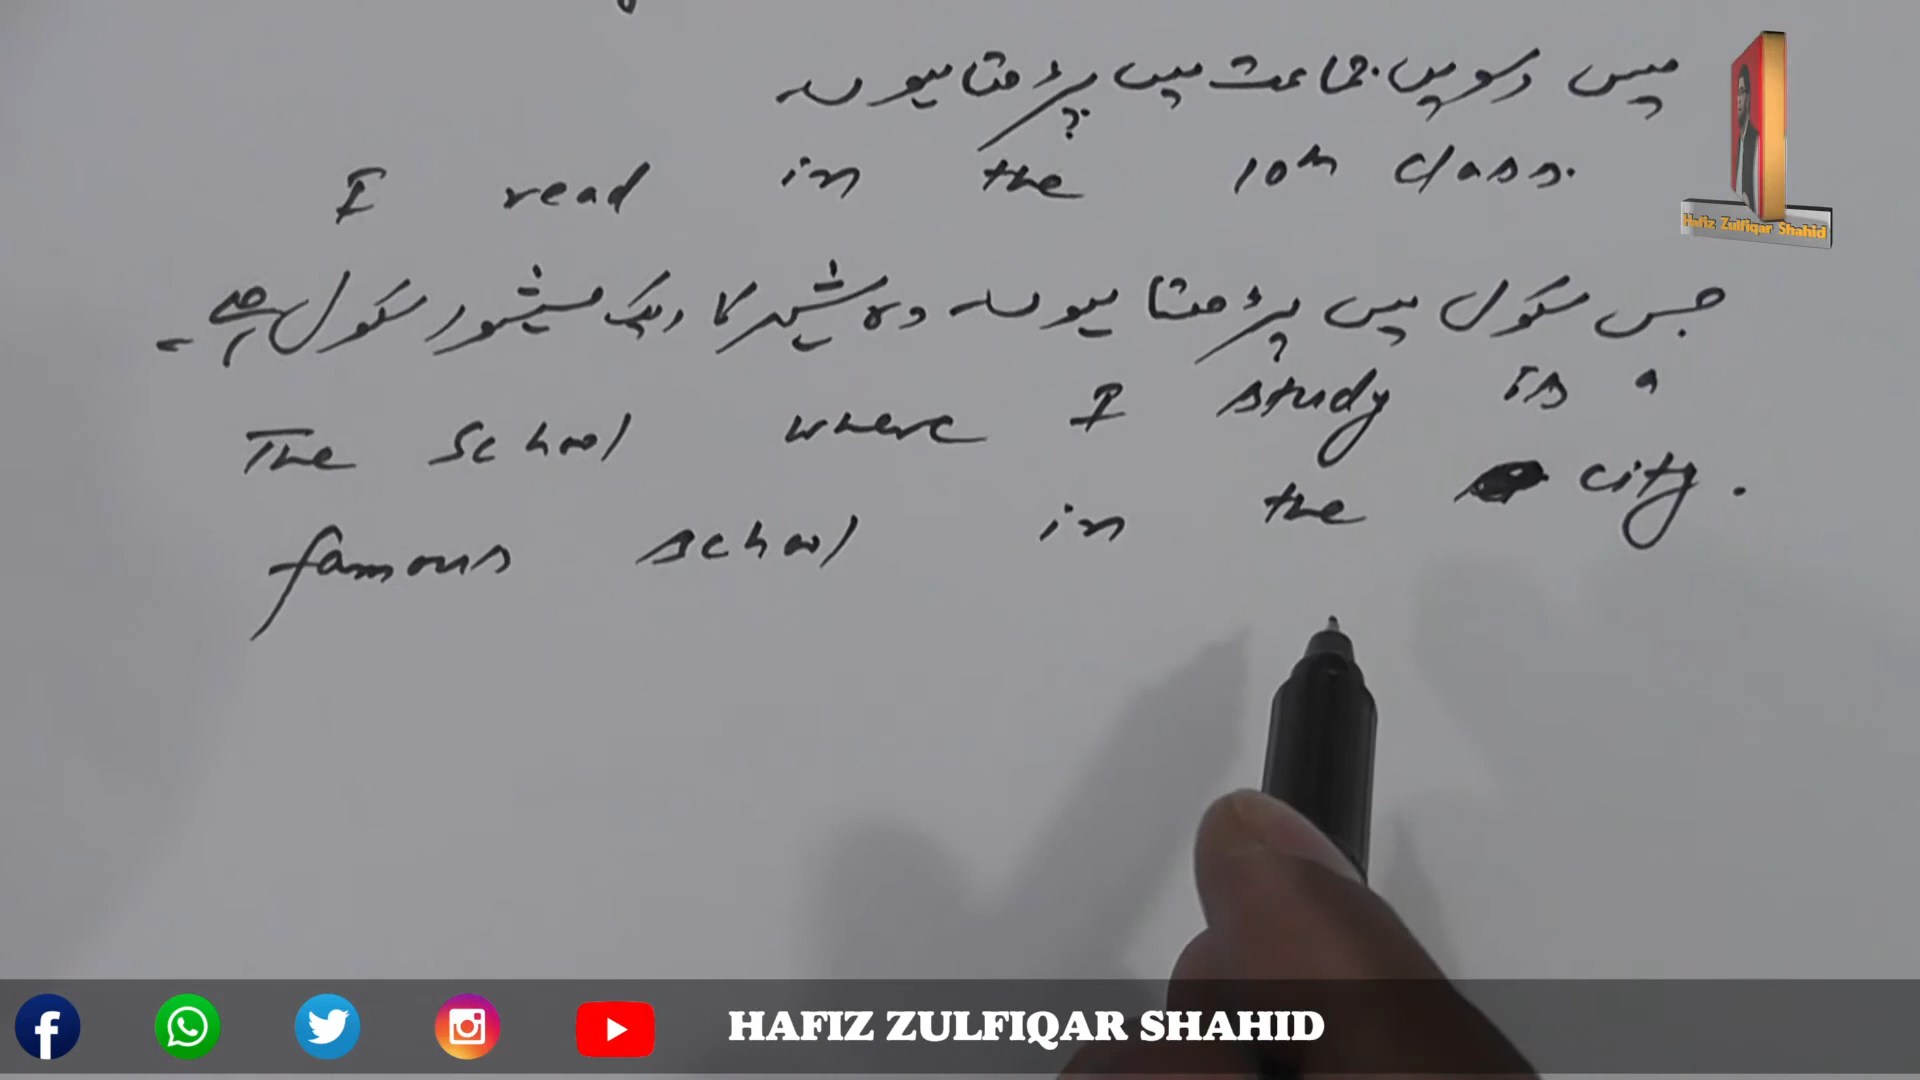 میں دسویں جماعت میں پڑھتا ہوں
I read in the 10th class.
جس سکول میں پڑھتا ہوں وہ شہر کا ایک مشہور سکول ہے۔
The School where I study is a
famous school in the city.
Hafiz Zulfiqar Shahid
HAFIZ ZULFIQAR SHAHID